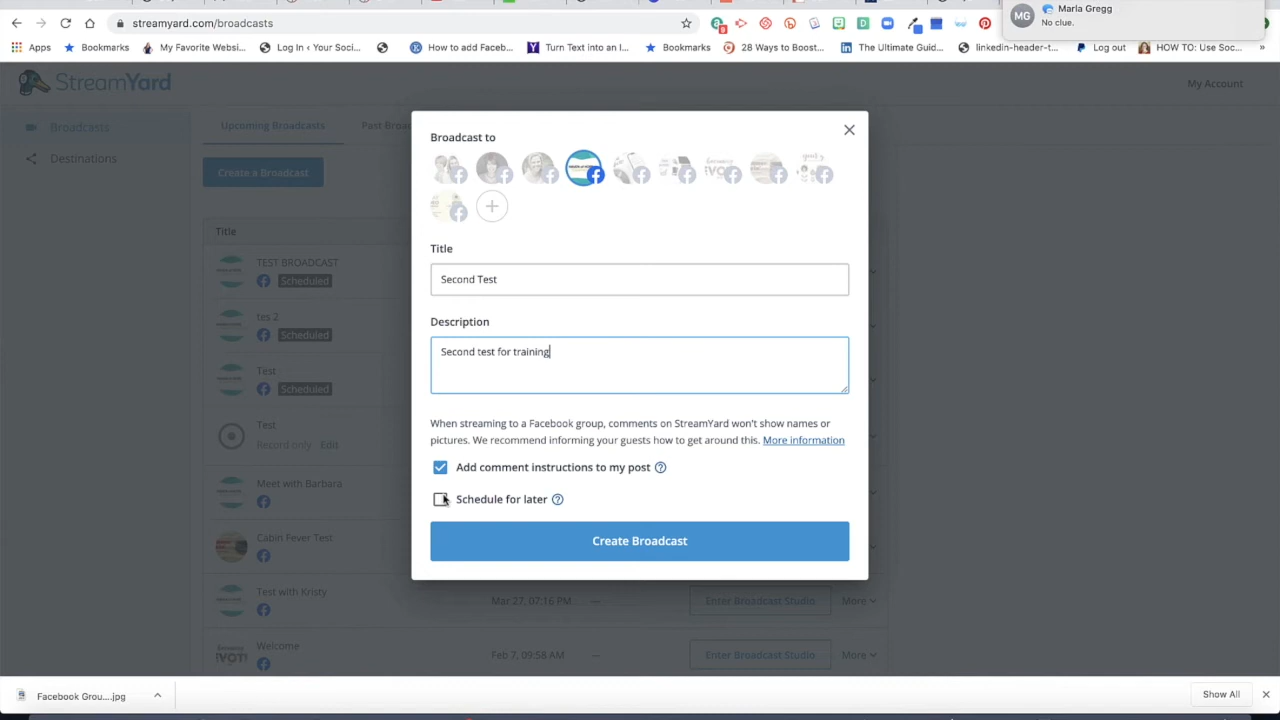 MG
Marla Gregg
No clue.
streamyard.com/broadcasts
Apps
Bookmarks
My Favorite Websi...
Log In ‹ Your Soci...
How to add Faceb...
Turn Text into an I...
Bookmarks
28 Ways to Boost...
The Ultimate Guid...
linkedin-header-t...
Log out
HOW TO: Use Soc...
»
StreamYard
My Account
Broadcasts
Destinations
Upcoming Broadcasts
Past Broa
Create a Broadcast
Title
TEST BROADCAST
Scheduled
tes 2
Scheduled
Test
Scheduled
Test
Record only Edit
Meet with Barbara
Cabin Fever Test
Test with Kristy
Mar 27, 07:16 PM —
Enter Broadcast Studio
More
Welcome
Feb 7, 09:58 AM —
Enter Broadcast Studio
More
Broadcast to
Title
Second Test
Description
Second test for training
When streaming to a Facebook group, comments on StreamYard won't show names or
pictures. We recommend informing your guests how to get around this. More information
Add comment instructions to my post
Schedule for later
Create Broadcast
Facebook Grou....jpg
Show All